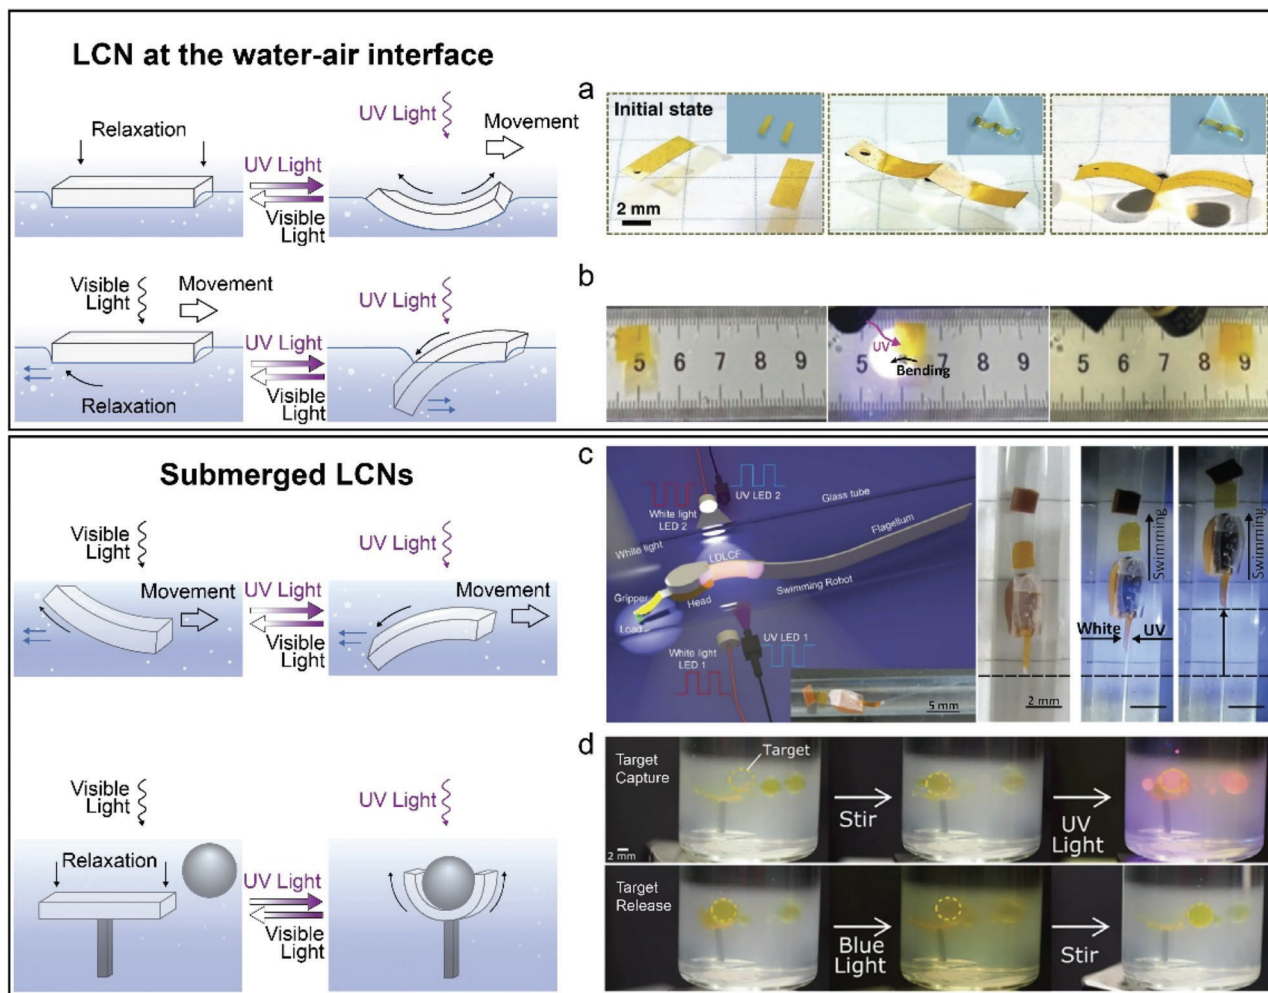 LCN at the water-air interface
Relaxation
UV Light
Visible
Light
UV Light
Movement
Visible
Light
Movement
Relaxation
UV Light
Visible
Light
UV Light
a
Initial state
2 mm
b
5 6 7 8 9
5 7 8 9
UV
Bending
5 6 7 8 9
Submerged LCNs
Visible
Light
Movement
UV Light
Visible
Light
UV Light
Movement
Visible
Light
Relaxation
UV Light
Visible
Light
UV Light
c
White light
LED 2
UV LED 2
Glass tube
White light
LDLCF
Flagellum
Gripper
Head
Swimming Robot
Load
White light
LED 1
UV LED 1
5 mm
2 mm
Swimming
White
UV
Swimming
d
Target
Capture
Target
2 mm
Stir
UV
Light
Target
Release
Blue
Light
Stir